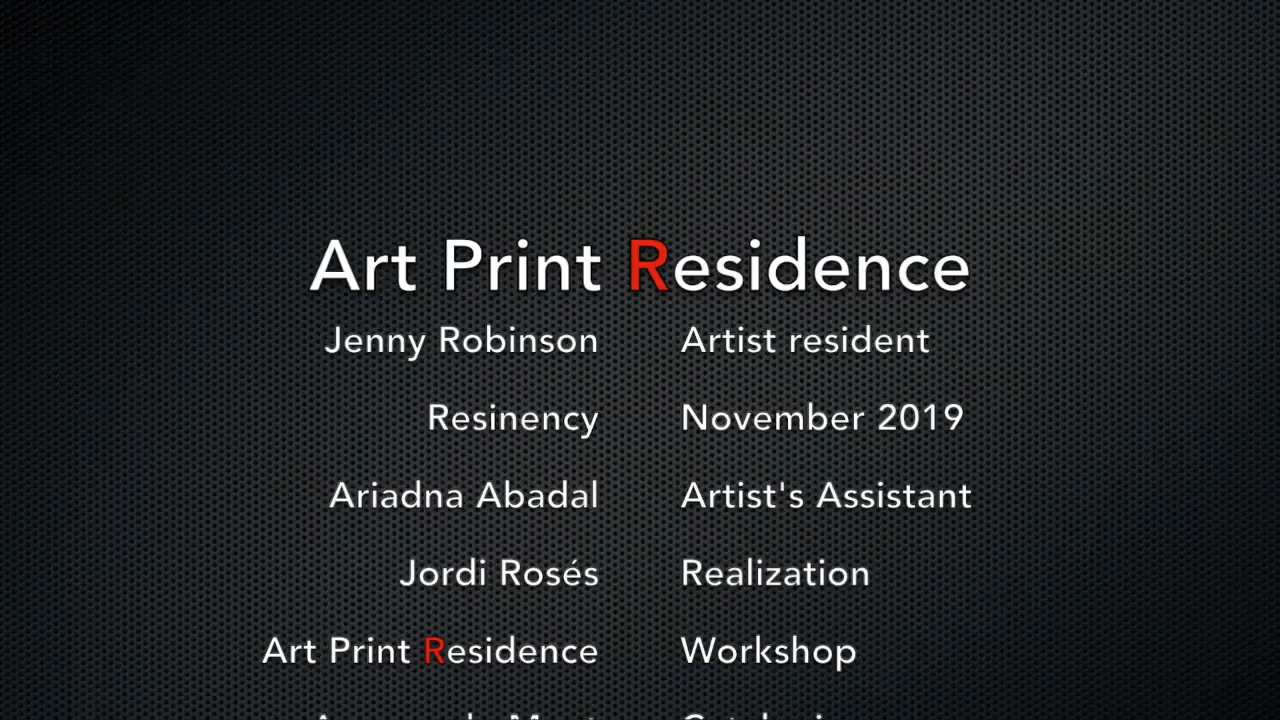 Art Print Residence
Jenny Robinson Artist resident
Resinency November 2019
Ariadna Abadal Artist's Assistant
Jordi Rosés Realization
Art Print Residence Workshop